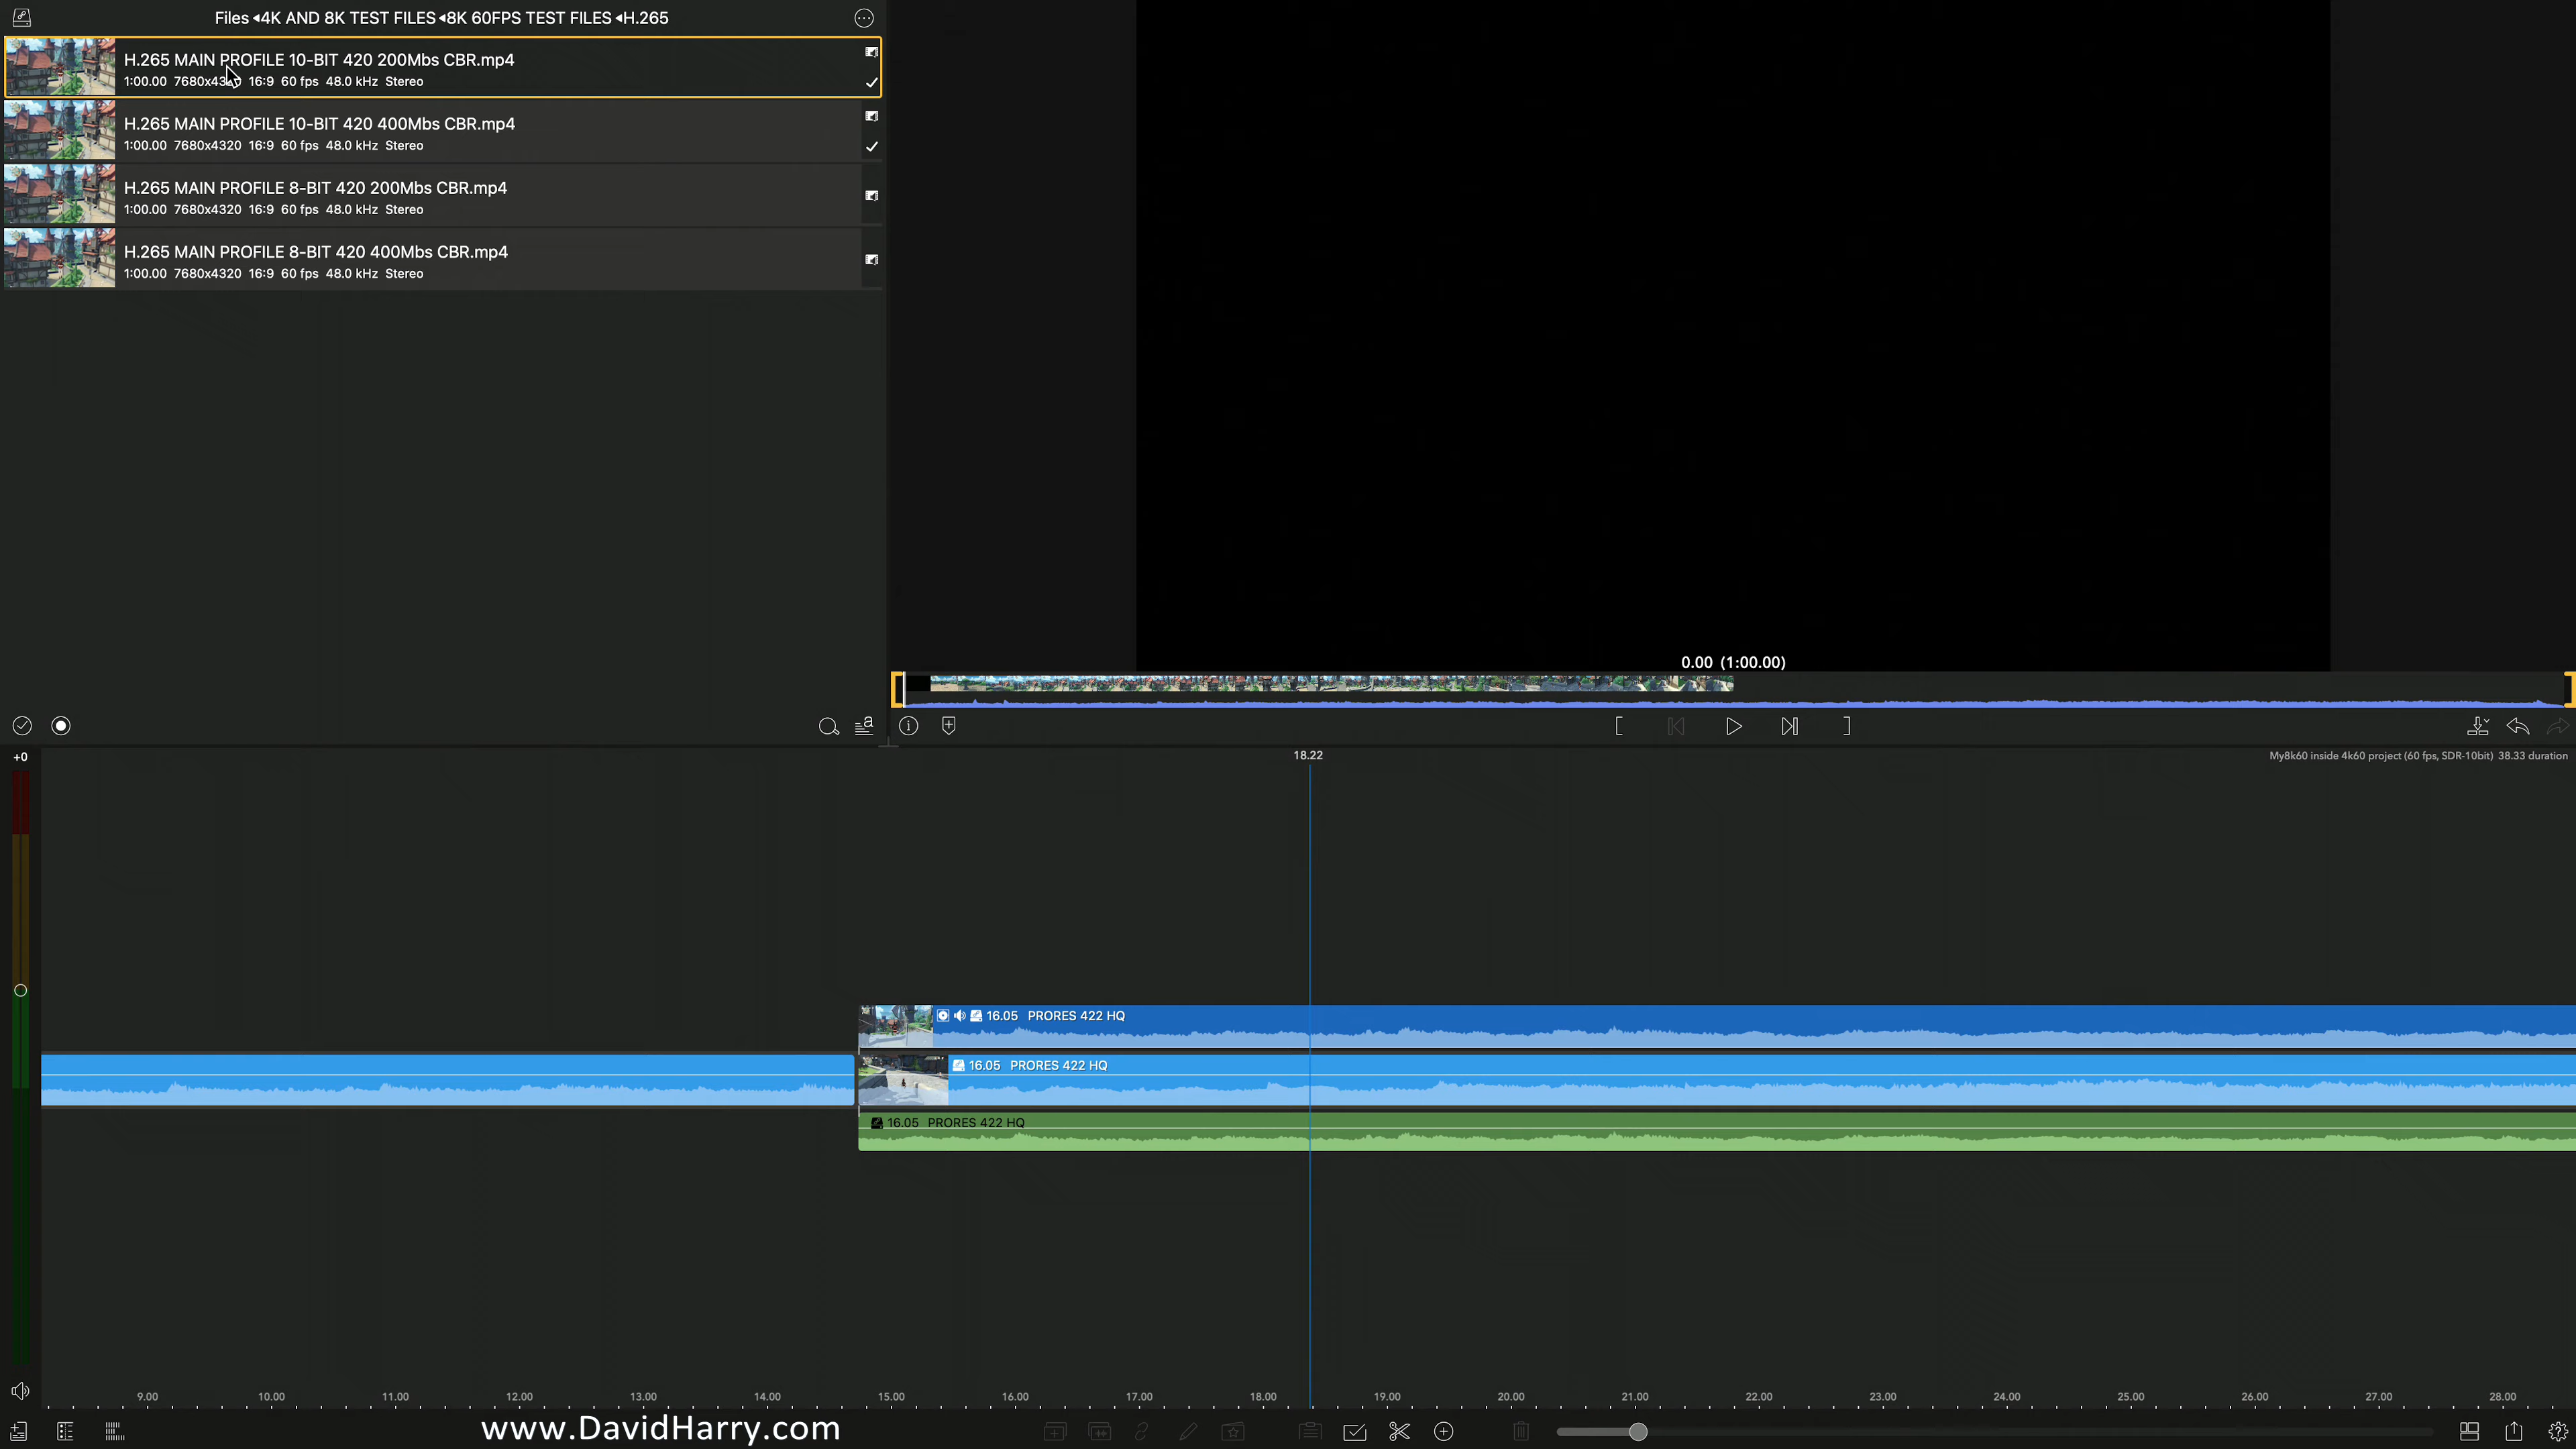 Files ◂4K AND 8K TEST FILES◂8K 60FPS TEST FILES ◂H.265
H.265 MAIN PROFILE 10-BIT 420 200Mbs CBR.mp4
1:00.00 16:9 60 fps 48.0 kHz Stereo
H.265 MAIN PROFILE 10-BIT 420 400Mbs CBR.mp4
1:00.00 7680x4320 16:9 60 fps 48.0 kHz Stereo
H.265 MAIN PROFILE 8-BIT 420 200Mbs CBR.mp4
1:00.00 7680x4320 16:9 60 fps 48.0 kHz Stereo
H.265 MAIN PROFILE 8-BIT 420 400Mbs CBR.mp4
1:00.00 7680x4320 16:9 60 fps 48.0 kHz Stereo
0.00 (1:00.00)
+0
18.22
My8k60 inside 4k60 project (60 fps, SDR-10bit) 38.33 duration
16.05 PRORES 422 HQ
16.05 PRORES 422 HQ
16.05 PRORES 422 HQ
9.00 10.00 11.00 12.00 13.00 14.00 15.00 16.00 17.00 18.00 19.00 20.00 21.00 22.00 23.00 24.00 25.00 26.00 27.00 28.00
www.DavidHarry.com